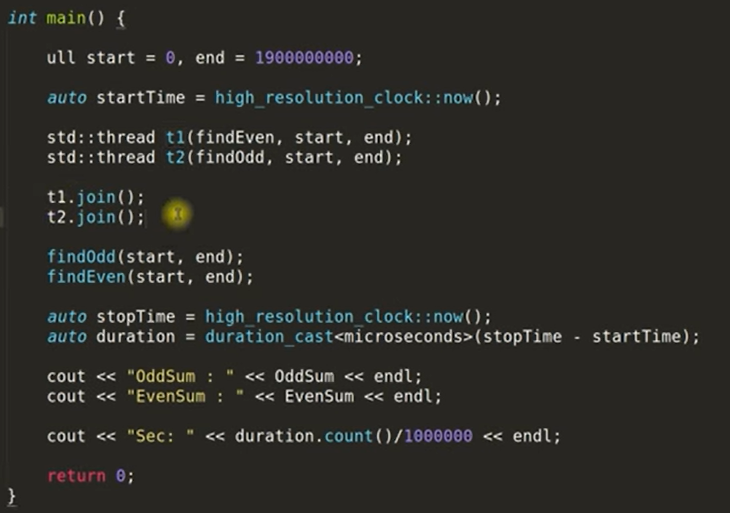 int main() {
ull start = 0, end = 1900000000;
auto startTime = high_resolution_clock::now();
std::thread t1(findEven, start, end);
std::thread t2(findOdd, start, end);
t1.join();
t2.join();
findOdd(start, end);
findEven(start, end);
auto stopTime = high_resolution_clock::now();
auto duration = duration_cast<microseconds>(stopTime - startTime);
cout << "OddSum : " << OddSum << endl;
cout << "EvenSum : " << EvenSum << endl;
cout << "Sec: " << duration.count()/1000000 << endl;
return 0;
}